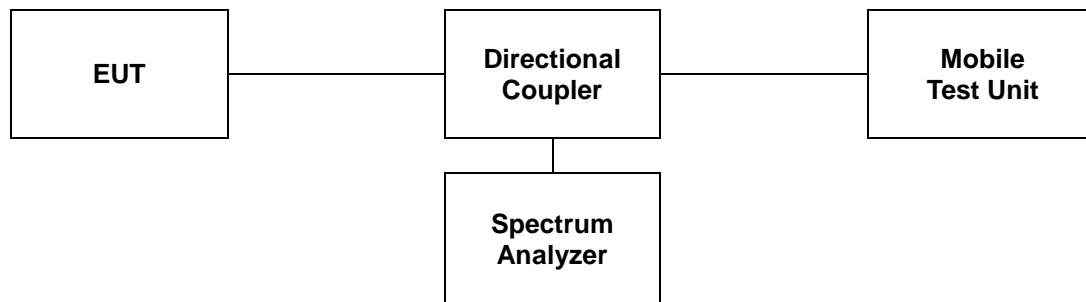 EUT
Directional
Coupler
Mobile
Test Unit
Spectrum
Analyzer